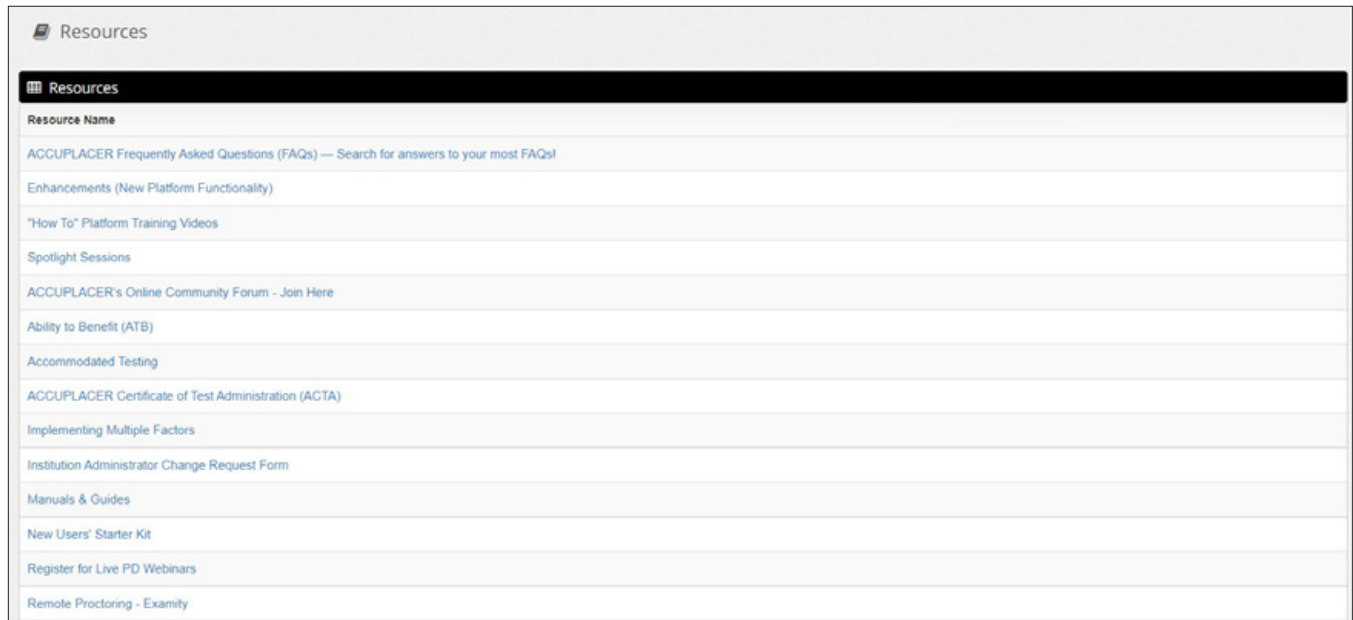 Resources
Resources
Resource Name
ACCUPLACER Frequently Asked Questions (FAQs) — Search for answers to your most FAQs!
Enhancements (New Platform Functionality)
"How To" Platform Training Videos
Spotlight Sessions
ACCUPLACER's Online Community Forum - Join Here
Ability to Benefit (ATB)
Accommodated Testing
ACCUPLACER Certificate of Test Administration (ACTA)
Implementing Multiple Factors
Institution Administrator Change Request Form
Manuals & Guides
New Users' Starter Kit
Register for Live PD Webinars
Remote Proctoring - Examity